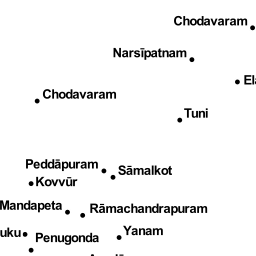 Chodavaram
Narsīpatnam
Chodavaram
Tuni
Peddāpuram
Sāmalkot
Kovvūr
Mandapeta
Rāmachandrapuram
Yanam
Penugonda